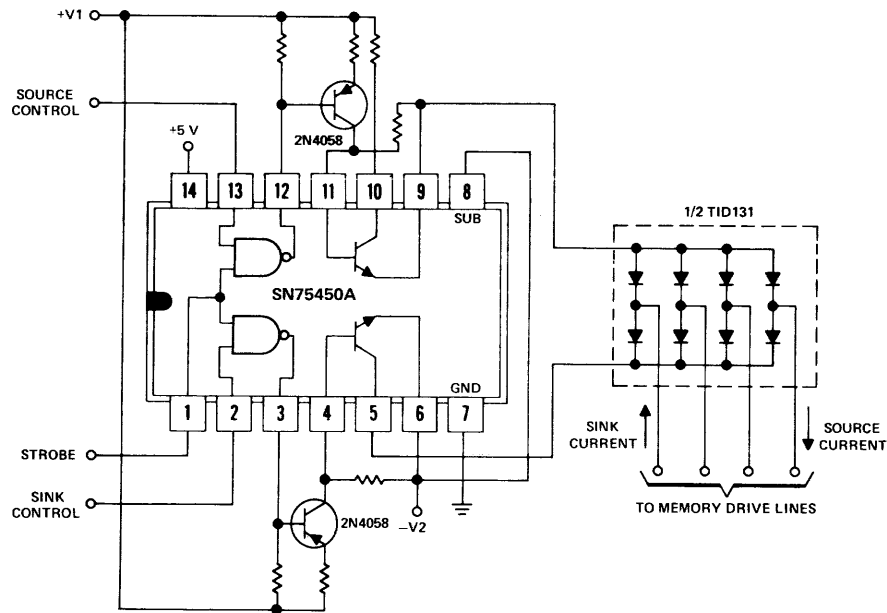 +V1
SOURCE
CONTROL
+5 V
2N4058
14 13 12 11 10 9 8
SUB
1/2 TID131
SN75450A
GND
1 2 3 4 5 6 7
SINK
CURRENT
SOURCE
CURRENT
STROBE
SINK
CONTROL
2N4058
–V2
TO MEMORY DRIVE LINES